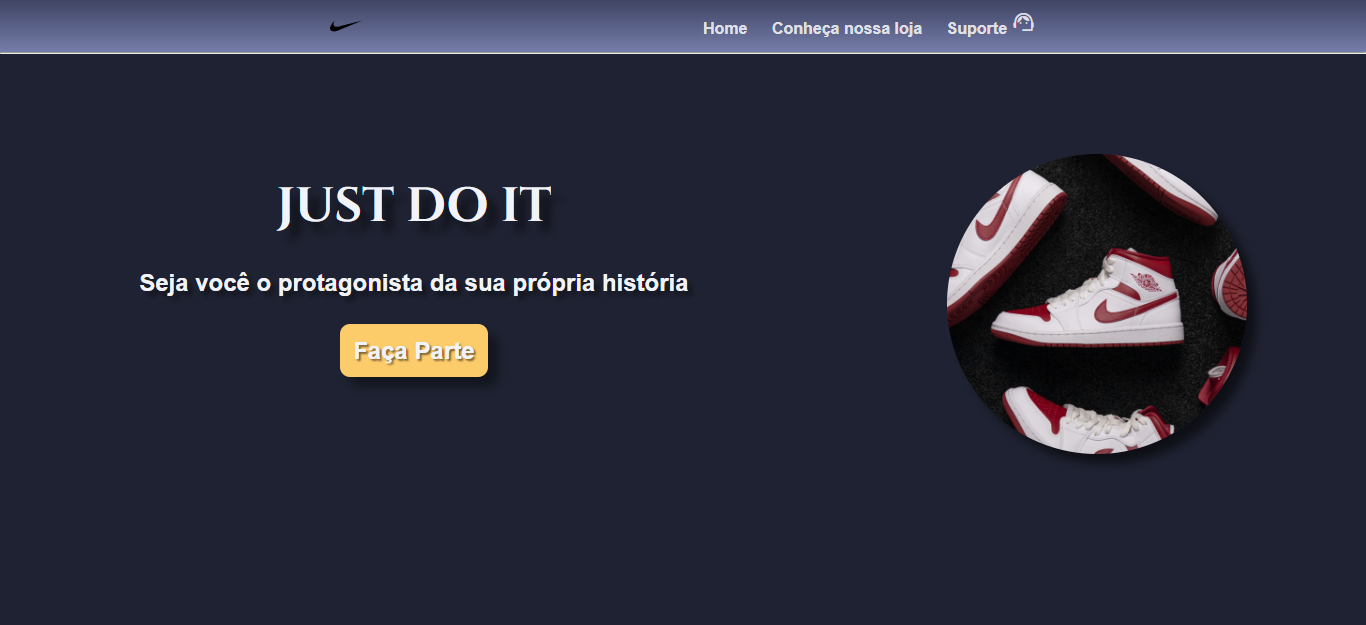 Home Conheça nossa loja Suporte
JUST DO IT
Seja você o protagonista da sua própria história
Faça Parte